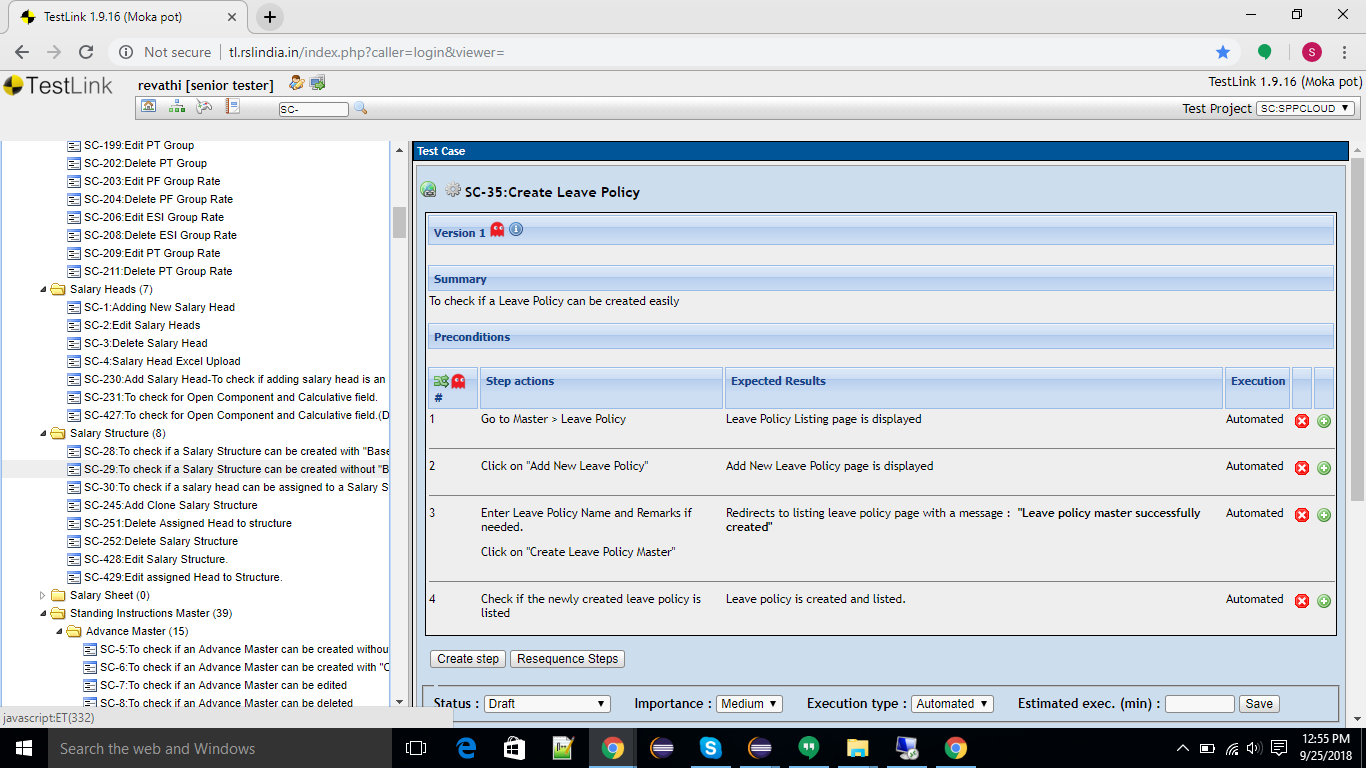 TestLink 1.9.16 (Moka pot)
Not secure
tl.rslindia.in/index.php?caller=login&viewer=
S
TestLink
revathi [senior tester]
TestLink 1.9.16 (Moka pot)
SC-
Test Project
SC:SPPCLOUD
SC-199:Edit PT Group
SC-202:Delete PT Group
SC-203:Edit PF Group Rate
SC-204:Delete PF Group Rate
SC-206:Edit ESI Group Rate
SC-208:Delete ESI Group Rate
SC-209:Edit PT Group Rate
SC-211:Delete PT Group Rate
Salary Heads (7)
SC-1:Adding New Salary Head
SC-2:Edit Salary Heads
SC-3:Delete Salary Head
SC-4:Salary Head Excel Upload
SC-230:Add Salary Head-To check if adding salary head is an
SC-231:To check for Open Component and Calculative field.
SC-427:To check for Open Component and Calculative field.(D
Salary Structure (8)
SC-28:To check if a Salary Structure can be created with "Base
SC-29:To check if a Salary Structure can be created without "B
SC-30:To check if a salary head can be assigned to a Salary S
SC-245:Add Clone Salary Structure
SC-251:Delete Assigned Head to structure
SC-252:Delete Salary Structure
SC-428:Edit Salary Structure.
SC-429:Edit assigned Head to Structure.
Salary Sheet (0)
Standing Instructions Master (39)
Advance Master (15)
SC-5:To check if an Advance Master can be created withou
SC-6:To check if an Advance Master can be created with "C
SC-7:To check if an Advance Master can be edited
SC-8:To check if an Advance Master can be deleted
javascript:ET(332)
Test Case
SC-35:Create Leave Policy
Version 1
Summary
To check if a Leave Policy can be created easily
Preconditions
# Step actions Expected Results Execution
1 Go to Master > Leave Policy Leave Policy Listing page is displayed Automated
2 Click on "Add New Leave Policy" Add New Leave Policy page is displayed Automated
3 Enter Leave Policy Name and Remarks if Redirects to listing leave policy page with a message : "Leave policy master successfully Automated
needed. created"
Click on "Create Leave Policy Master"
4 Check if the newly created leave policy is Leave policy is created and listed. Automated
listed
Create step Resequence Steps
Status : Draft Importance : Medium Execution type : Automated Estimated exec. (min) : Save
Search the web and Windows
12:55 PM
9/25/2018